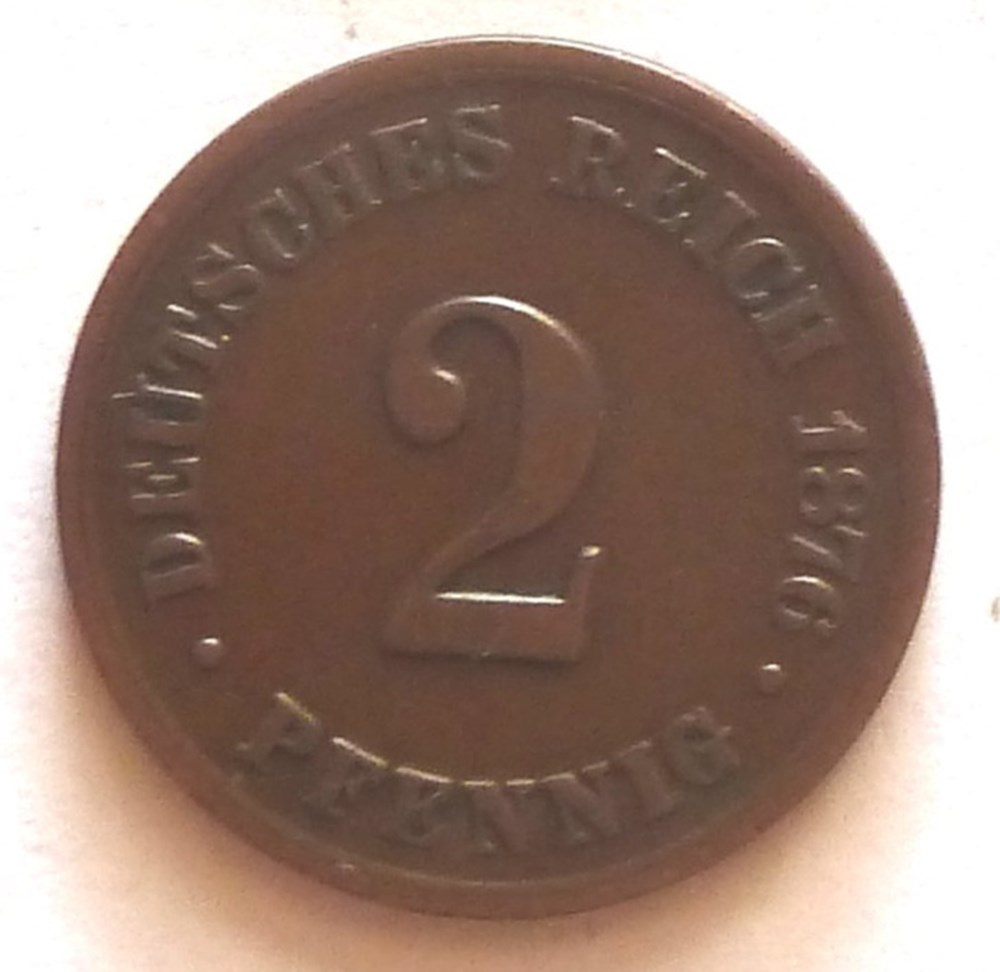 DEUTSCHES REICH 1876
2
· PFENNIG ·